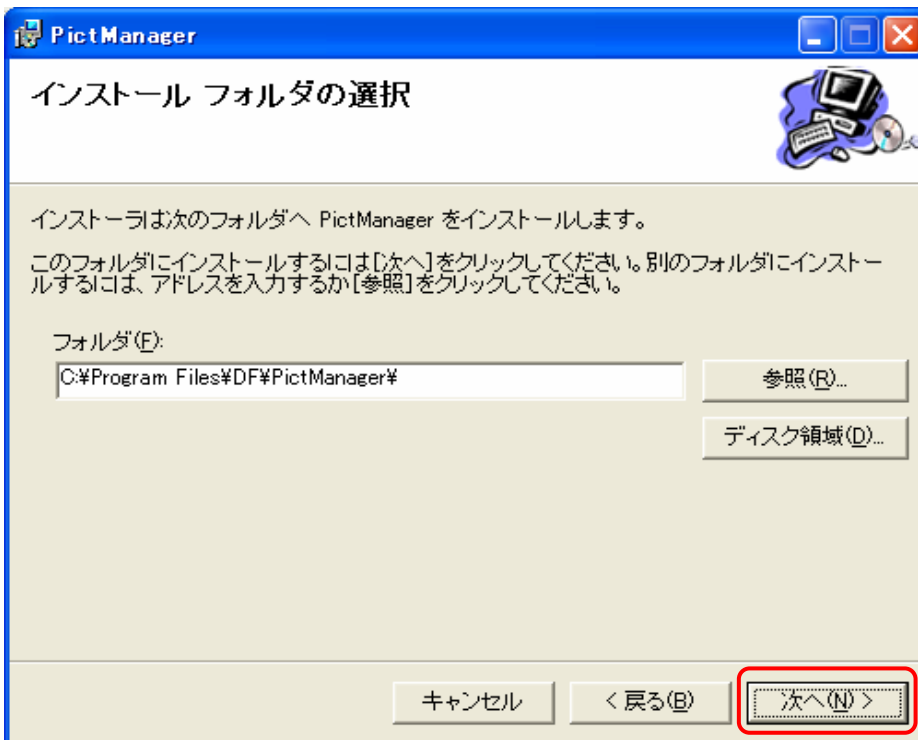 PictManager
インストール フォルダの選択
インストーラは次のフォルダへ PictManager をインストールします。
このフォルダにインストールするには[次へ]をクリックしてください。別のフォルダにインストー
ルするには、アドレスを入力するか[参照]をクリックしてください。
フォルダ(F):
C:¥Program Files¥DF¥PictManager¥
参照(R)...
ディスク領域(D)...
キャンセル
< 戻る(B)
次へ(N) >